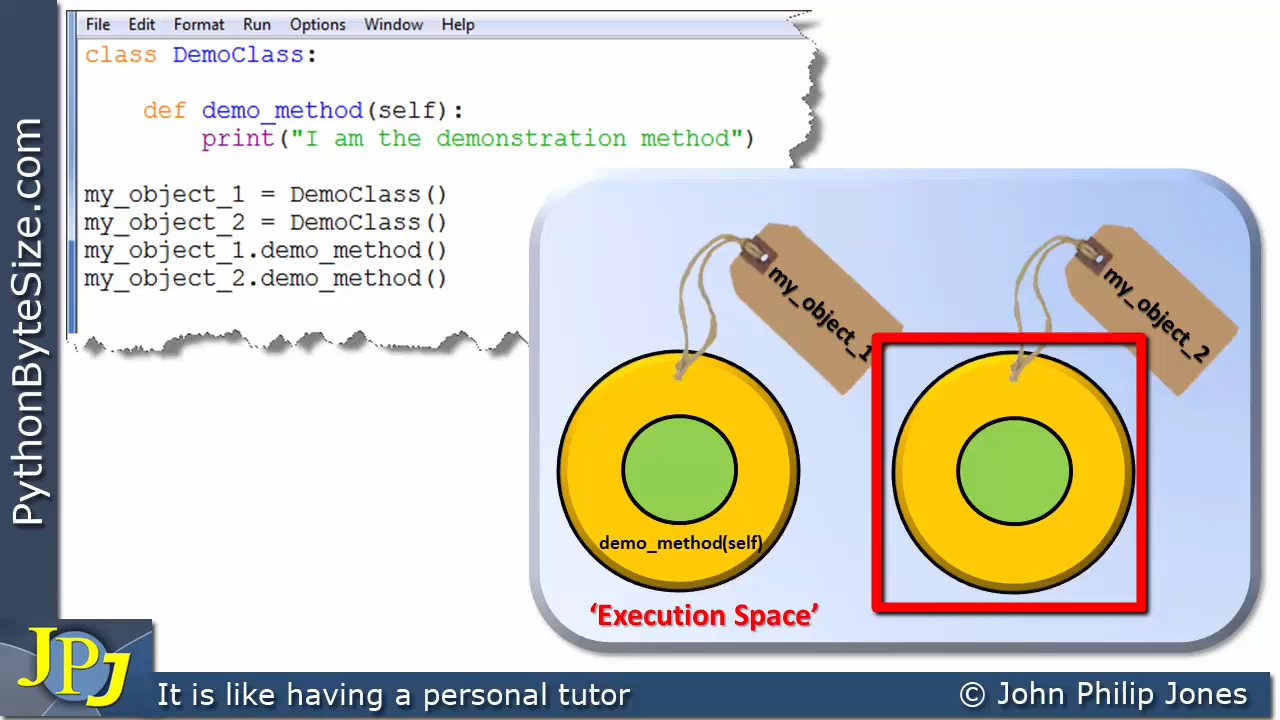 File Edit Format Run Options Window Help
class DemoClass:
def demo_method(self):
print("I am the demonstration method")
my_object_1 = DemoClass()
my_object_2 = DemoClass()
my_object_1.demo_method()
my_object_2.demo_method()
my_object_1
my_object_2
demo_method(self)
‘Execution Space’
PythonByteSize.com
JPJ
It is like having a personal tutor
© John Philip Jones